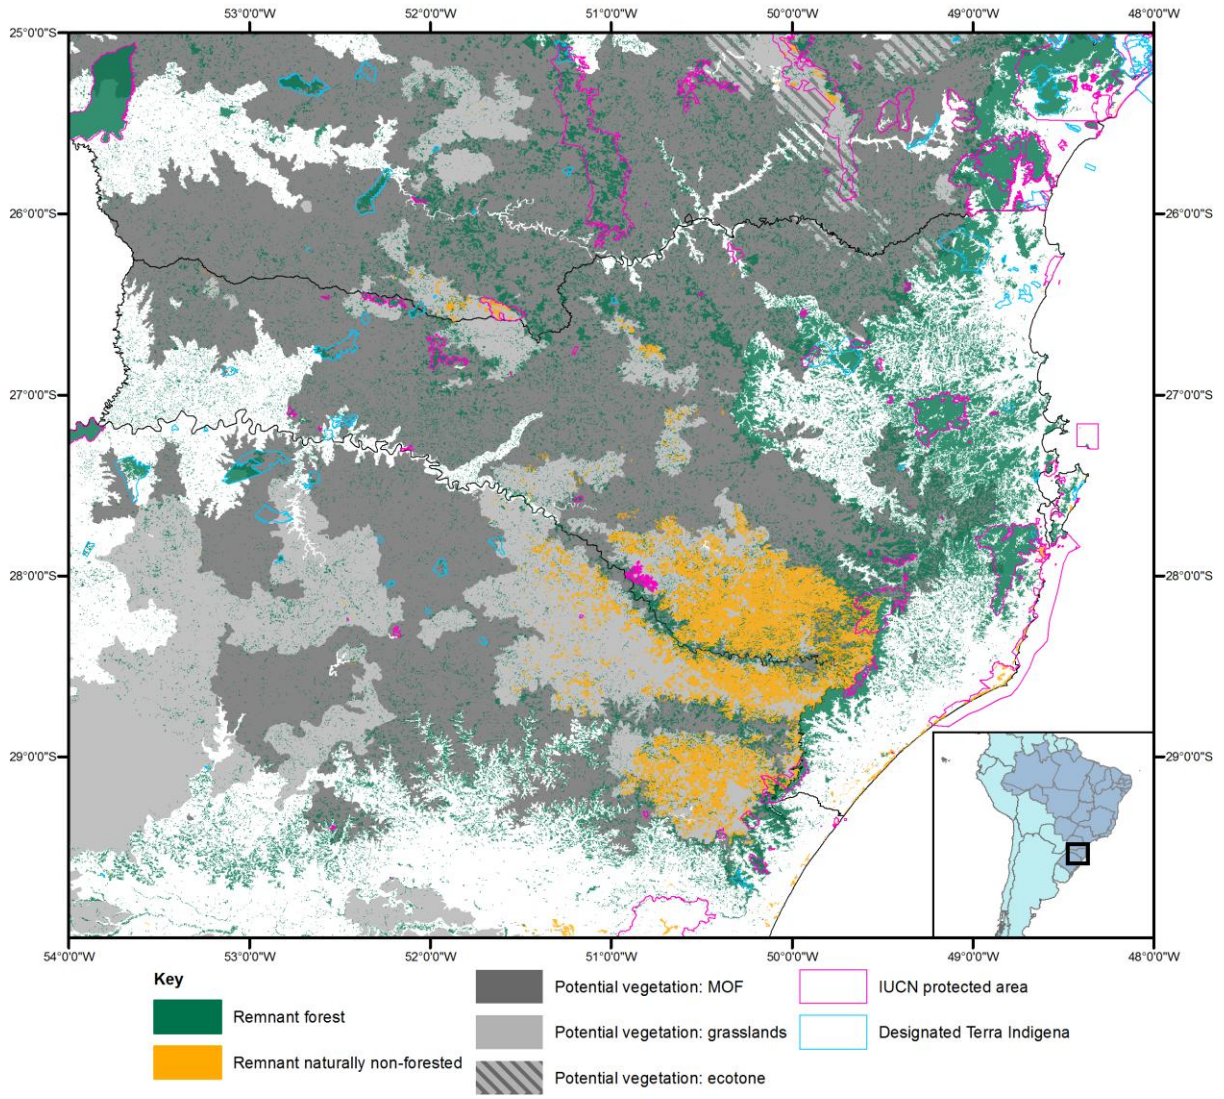 53°0'0"W 52°0'0"W 51°0'0"W 50°0'0"W 49°0'0"W 48°0'0"W
25°0'0"S
26°0'0"S 26°0'0"S
27°0'0"S 27°0'0"S
28°0'0"S 28°0'0"S
29°0'0"S 29°0'0"S
54°0'0"W 53°0'0"W 52°0'0"W 51°0'0"W 50°0'0"W 49°0'0"W 48°0'0"W
Key
Remnant forest
Remnant naturally non-forested
Potential vegetation: MOF
Potential vegetation: grasslands
Potential vegetation: ecotone
IUCN protected area
Designated Terra Indigena